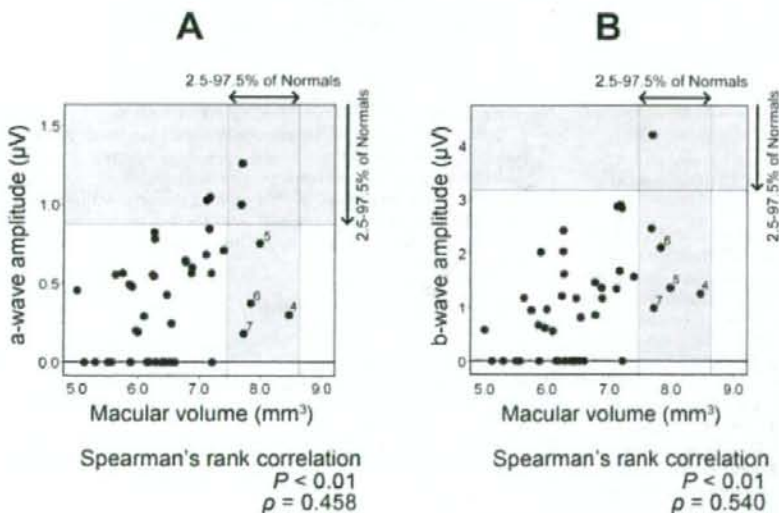 A
2.5-97.5% of Normals
2.5-97.5% of Normals
a-wave amplitude (μV)
1.5
1.0
0.5
0.0
5
6
4
7
5.0 6.0 7.0 8.0 9.0
Macular volume (mm³)
Spearman's rank correlation
P < 0.01
ρ = 0.458
B
2.5-97.5% of Normals
2.5-97.5% of Normals
b-wave amplitude (μV)
4
3
2
1
0
6
5
4
7
5.0 6.0 7.0 8.0 9.0
Macular volume (mm³)
Spearman's rank correlation
P < 0.01
ρ = 0.540